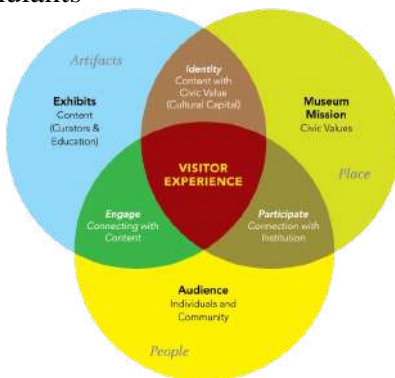 Artifacts
Identity
Content with
Civic Value
(Cultural Capital)
Exhibits
Content
(Curators &
Education)
Museum
Mission
Civic Values
VISITOR
EXPERIENCE
Place
Engage
Connecting with
Content
Participate
Connection with
Institution
Audience
Individuals and
Community
People